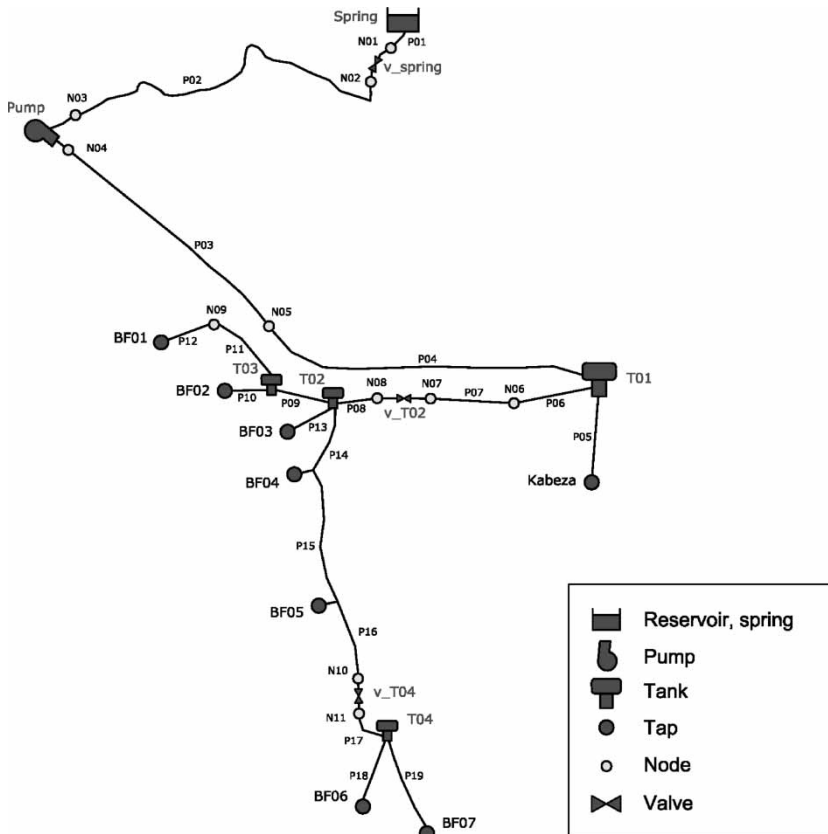 Spring
N01
P01
v_spring
N02
P02
N03
Pump
N04
P03
N05
N09
BF01
P12
P11
P04
T03
T02
T01
BF02
P10
P09
P08
N08
v_T02
N07
P07
N06
P06
BF03
P13
P14
P05
BF04
Kabeza
P15
BF05
P16
N10
v_T04
N11
T04
P17
P18
P19
BF06
BF07
Reservoir, spring
Pump
Tank
Tap
Node
Valve